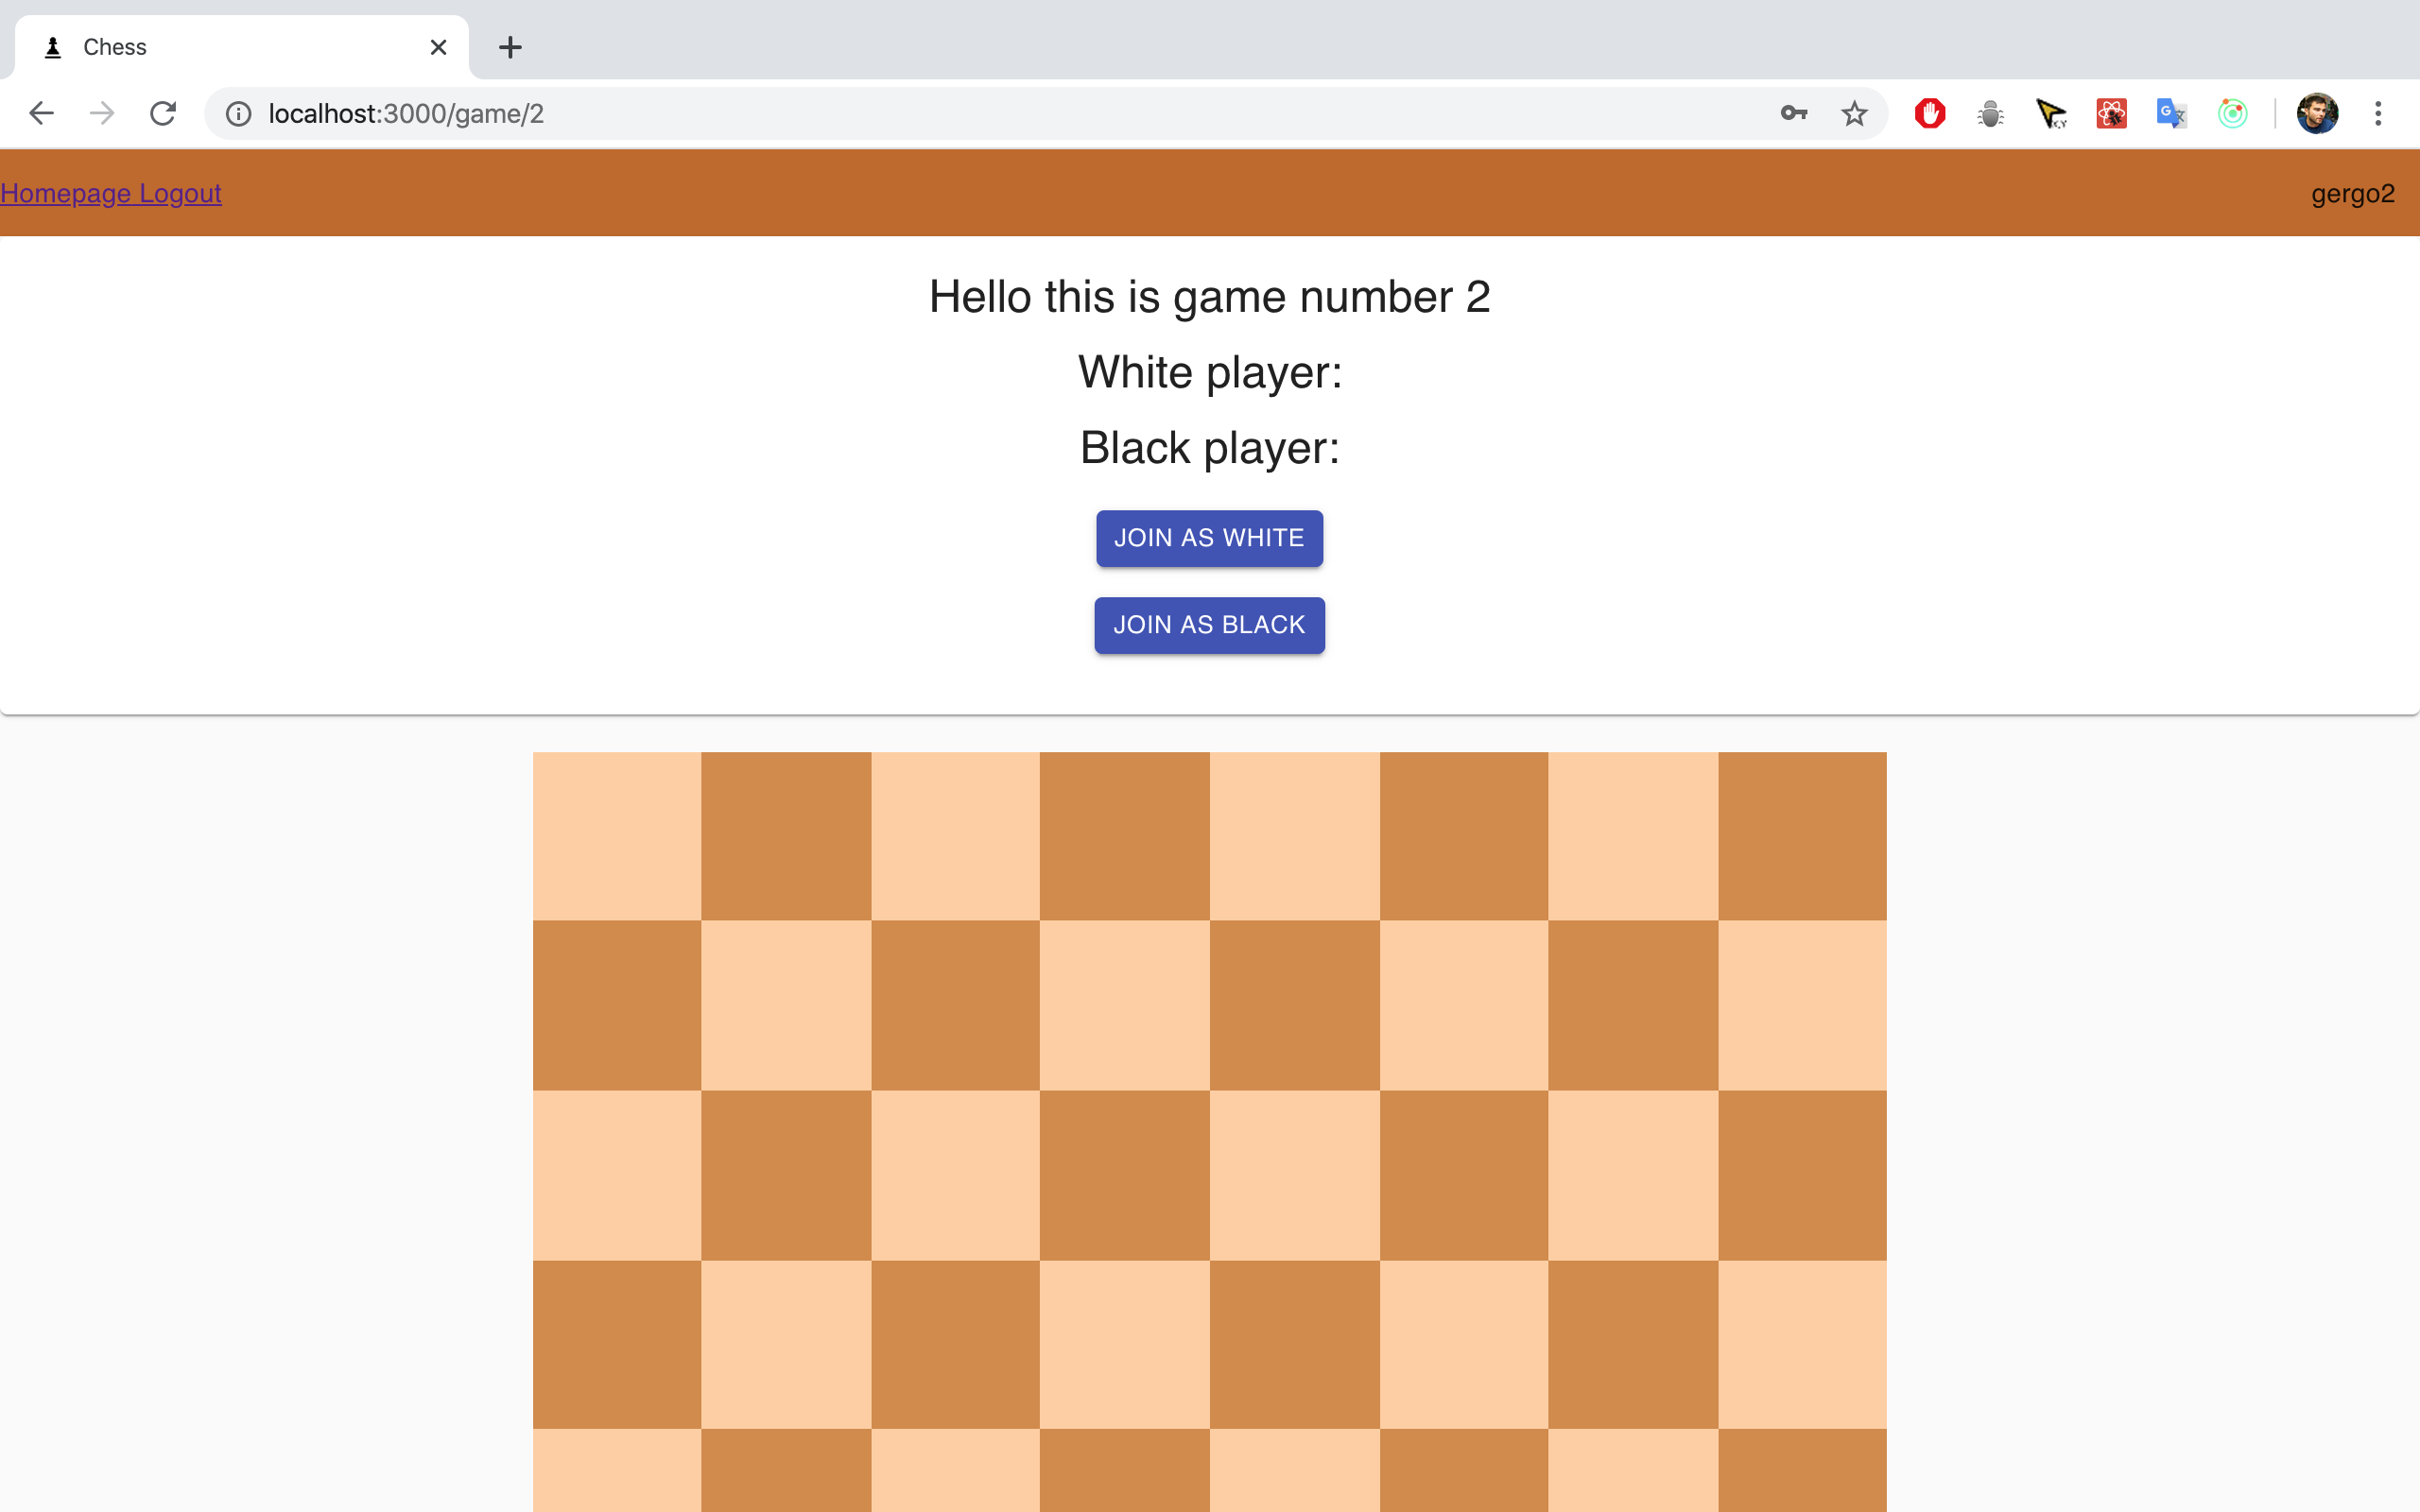 Chess
localhost:3000/game/2
Homepage Logout
gergo2
Hello this is game number 2
White player:
Black player:
JOIN AS WHITE
JOIN AS BLACK